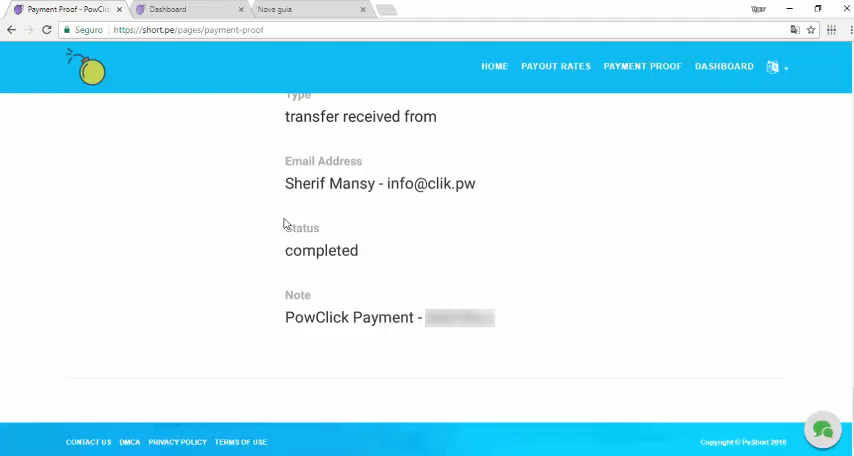 Payment Proof - PowClic
Dashboard
Nova guia
Seguro
https://short.pe/pages/payment-proof
HOME
PAYOUT RATES
PAYMENT PROOF
DASHBOARD
Type
transfer received from
Email Address
Sherif Mansy - info@clik.pw
Status
completed
Note
PowClick Payment -
CONTACT US
DMCA
PRIVACY POLICY
TERMS OF USE
Copyright © PeShort 2018